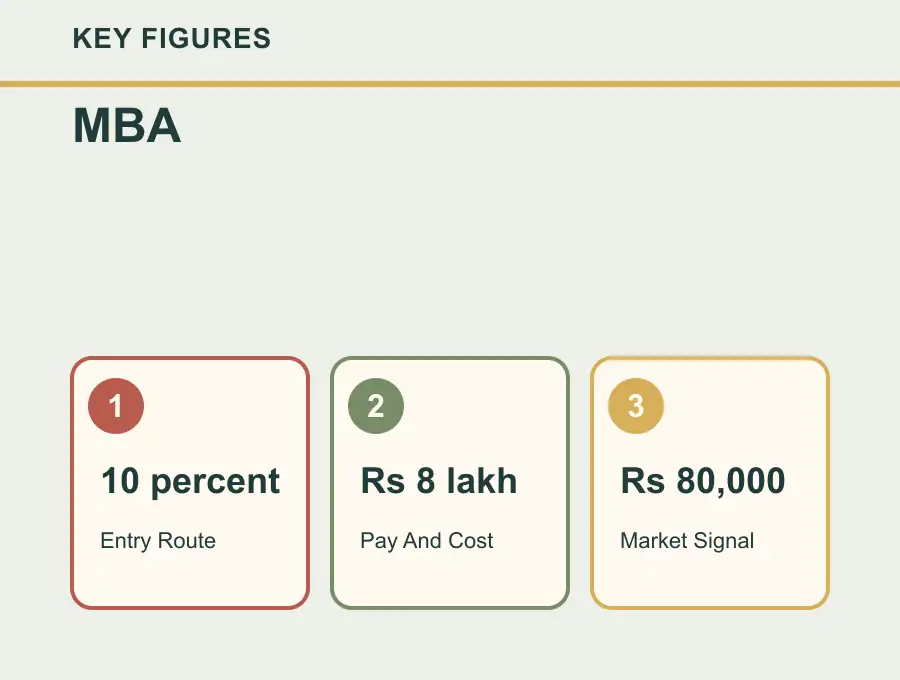 KEY FIGURES
MBA
1
10 percent
Entry Route
2
Rs 8 lakh
Pay And Cost
3
Rs 80,000
Market Signal